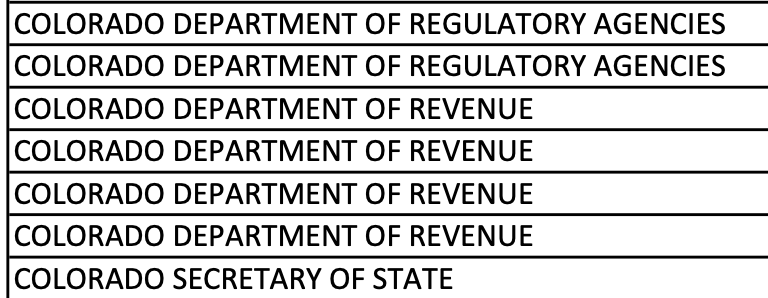 COLORADO DEPARTMENT OF REGULATORY AGENCIES
COLORADO DEPARTMENT OF REGULATORY AGENCIES
COLORADO DEPARTMENT OF REVENUE
COLORADO DEPARTMENT OF REVENUE
COLORADO DEPARTMENT OF REVENUE
COLORADO DEPARTMENT OF REVENUE
COLORADO SECRETARY OF STATE